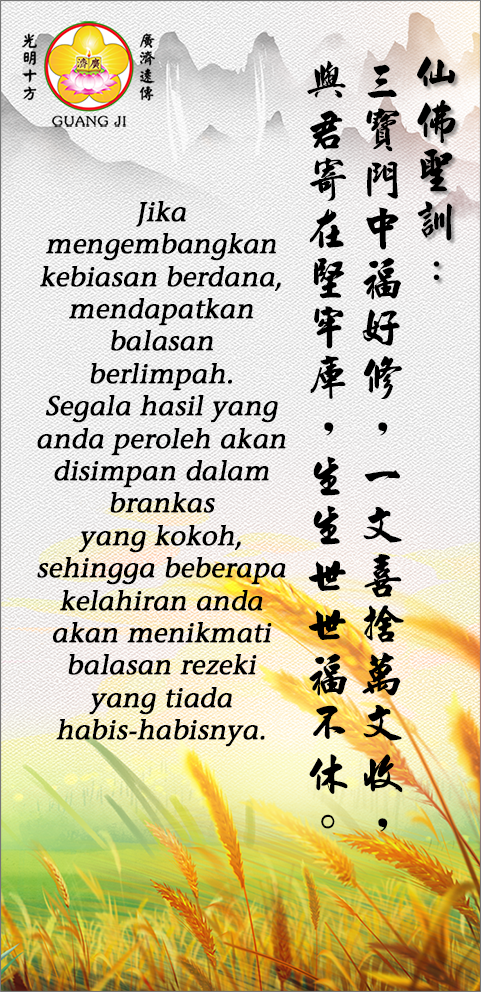 光明十方
濟廣
廣濟遠傳
GUANG JI
仙佛聖訓：
三寶門中福好修，一文喜捨萬文收，
與君寄在堅牢庫，生生世世福不休。
Jika
mengembangkan
kebiasan berdana,
mendapatkan
balasan
berlimpah.
Segala hasil yang
anda peroleh akan
disimpan dalam
brankas
yang kokoh,
sehingga beberapa
kelahiran anda
akan menikmati
balasan rezeki
yang tiada
habis-habisnya.